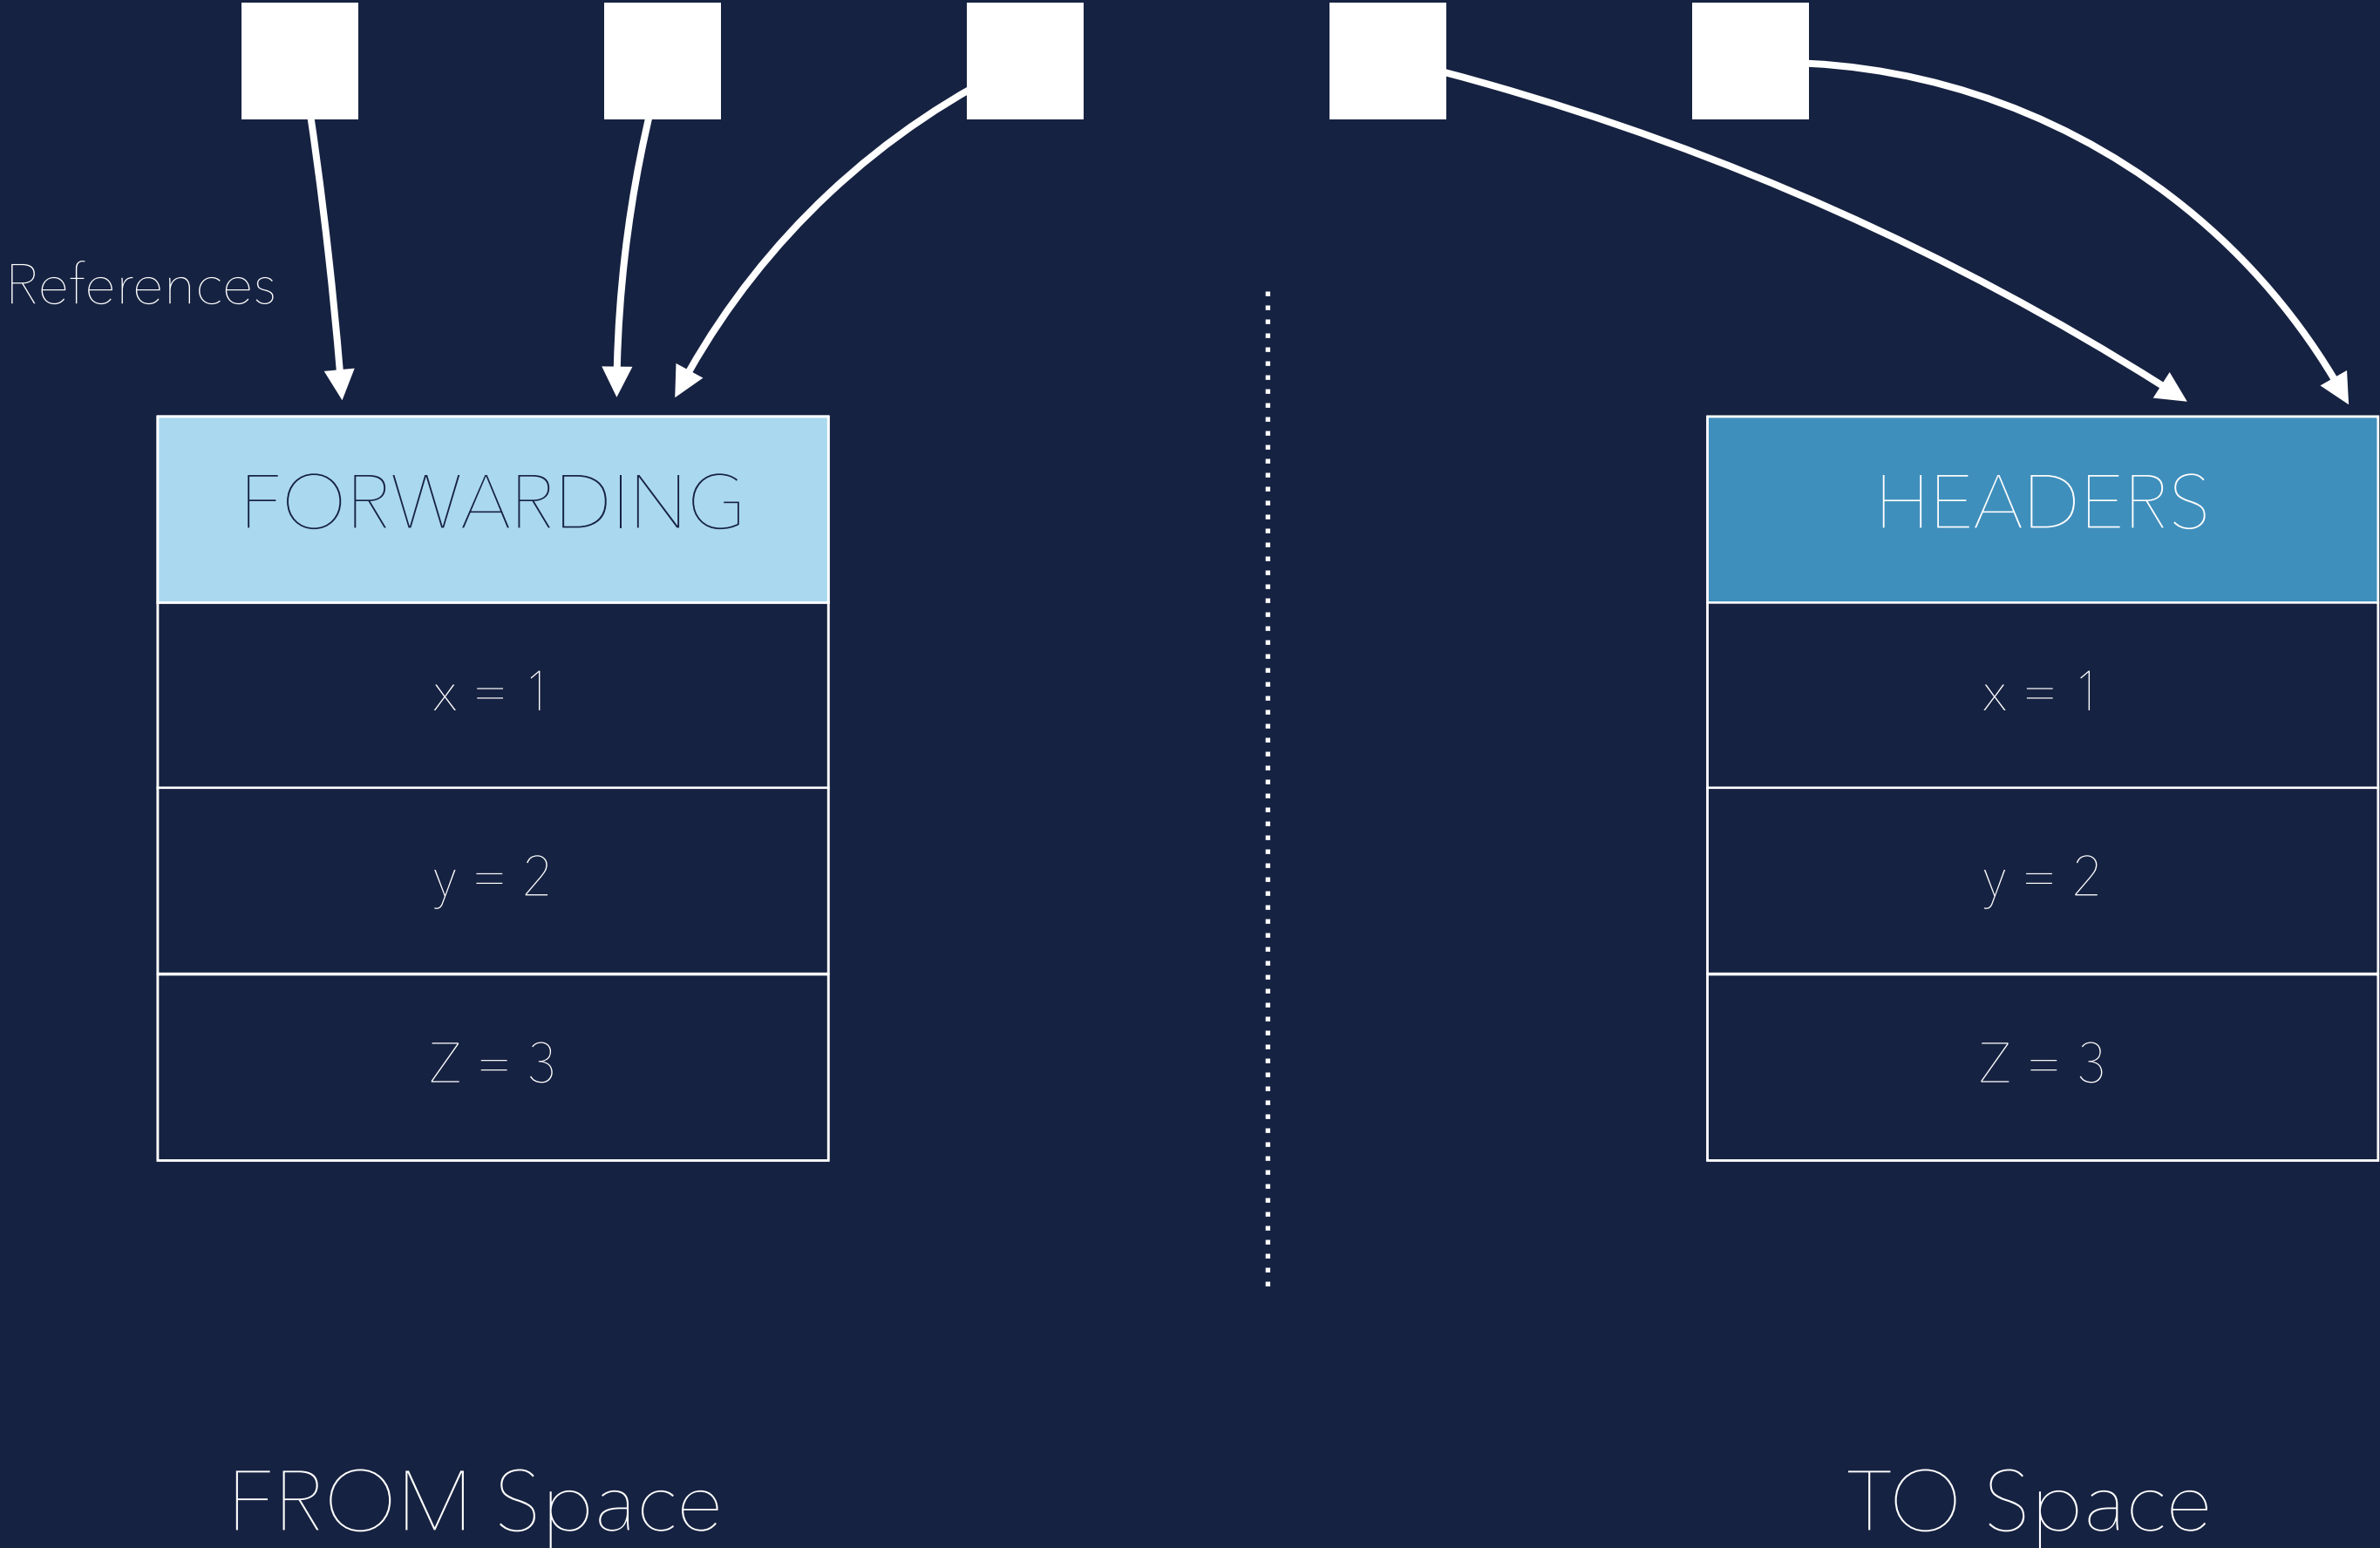 References
FORWARDING
x = 1
y = 2
Z = 3
HEADERS
x = 1
y = 2
Z = 3
FROM Space
TO Space